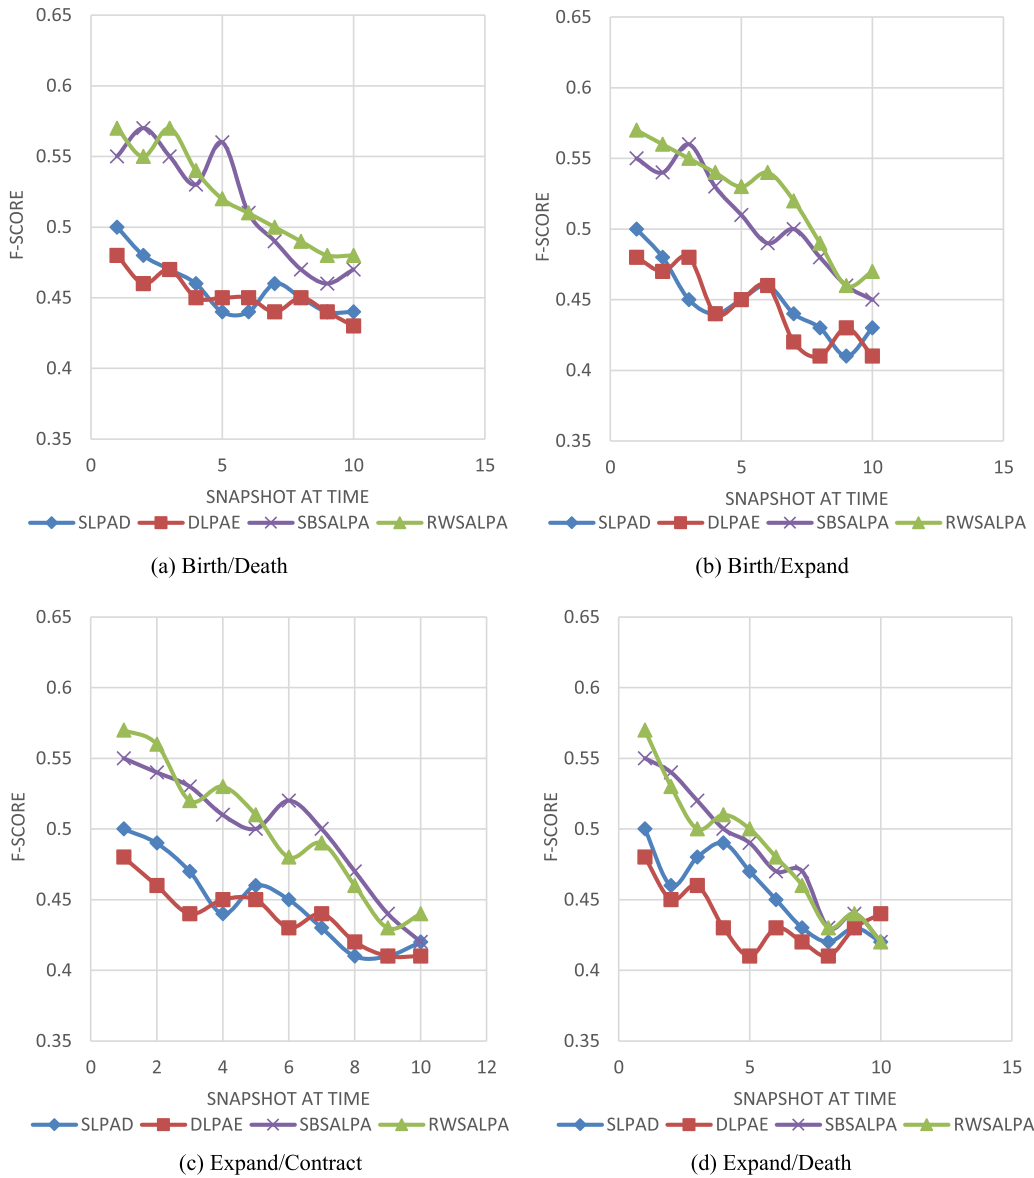 0.65
0.6
0.55
0.5
0.45
0.4
0.35
0 5 10 15
F-SCORE
SNAPSHOT AT TIME
SLPAD DLPAE SBSALPA RWSALPA
(a) Birth/Death
0.65
0.6
0.55
0.5
0.45
0.4
0.35
0 5 10 15
F-SCORE
SNAPSHOT AT TIME
SLPAD DLPAE SBSALPA RWSALPA
(b) Birth/Expand
0.65
0.6
0.55
0.5
0.45
0.4
0.35
0 2 4 6 8 10 12
F-SCORE
SNAPSHOT AT TIME
SLPAD DLPAE SBSALPA RWSALPA
(c) Expand/Contract
0.65
0.6
0.55
0.5
0.45
0.4
0.35
0 5 10 15
F-SCORE
SNAPSHOT AT TIME
SLPAD DLPAE SBSALPA RWSALPA
(d) Expand/Death